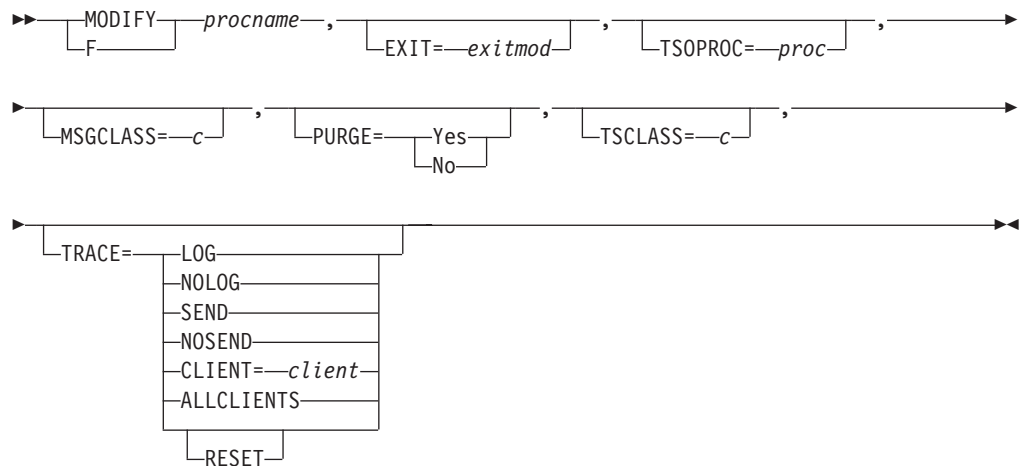 MODIFY procname , EXIT= exitmod , TSOPROC= proc ,
F
MSGCLASS= c , PURGE= Yes , TSCLASS= c ,
No
TRACE= LOG
NOLOG
SEND
NOSEND
CLIENT= client
ALLCLIENTS
RESET